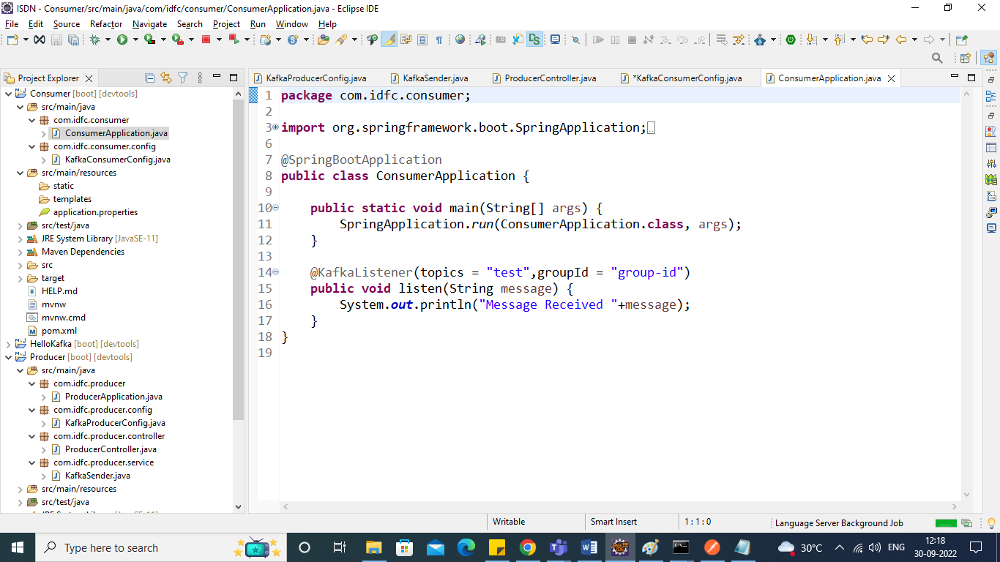 ISDN - Consumer/src/main/java/com/idfc/consumer/ConsumerApplication.java - Eclipse IDE
File Edit Source Refactor Navigate Search Project Run Window Help
Project Explorer
KafkaProducerConfig.java KafkaSender.java ProducerController.java *KafkaConsumerConfig.java ConsumerApplication.java
Consumer [boot] [devtools]
src/main/java
com.idfc.consumer
ConsumerApplication.java
com.idfc.consumer.config
KafkaConsumerConfig.java
src/main/resources
static
templates
application.properties
src/test/java
JRE System Library [JavaSE-11]
Maven Dependencies
src
target
HELP.md
mvnw
mvnw.cmd
pom.xml
HelloKafka [boot] [devtools]
Producer [boot] [devtools]
src/main/java
com.idfc.producer
ProducerApplication.java
com.idfc.producer.config
KafkaProducerConfig.java
com.idfc.producer.controller
ProducerController.java
com.idfc.producer.service
KafkaSender.java
src/main/resources
src/test/java
1 package com.idfc.consumer;
2
3 import org.springframework.boot.SpringApplication;
6
7 @SpringBootApplication
8 public class ConsumerApplication {
9
10 public static void main(String[] args) {
11 SpringApplication.run(ConsumerApplication.class, args);
12 }
13
14 @KafkaListener(topics = "test",groupId = "group-id")
15 public void listen(String message) {
16 System.out.println("Message Received "+message);
17 }
18 }
19
Writable Smart Insert 1 : 1 : 0 Language Server Background Job
Type here to search 30°C ENG 12:18
30-09-2022